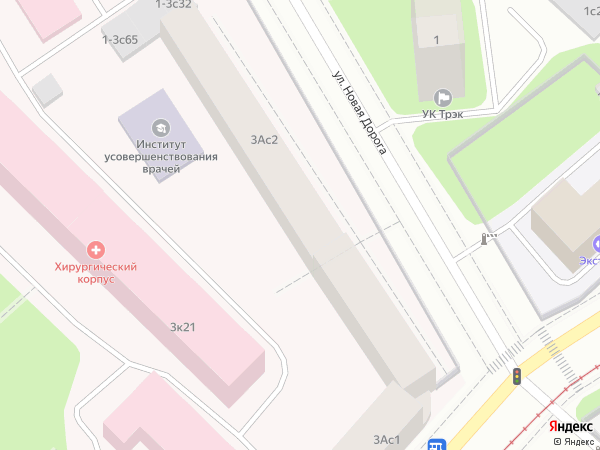 1-3с32
1-3с65
1
1с2
ул. Новая Дорога
УК Трэк
3Ас2
Институт
усовершенствования
врачей
Хирургический
корпус
Экст
3к21
3Ас1
Яндекс
© Яндекс